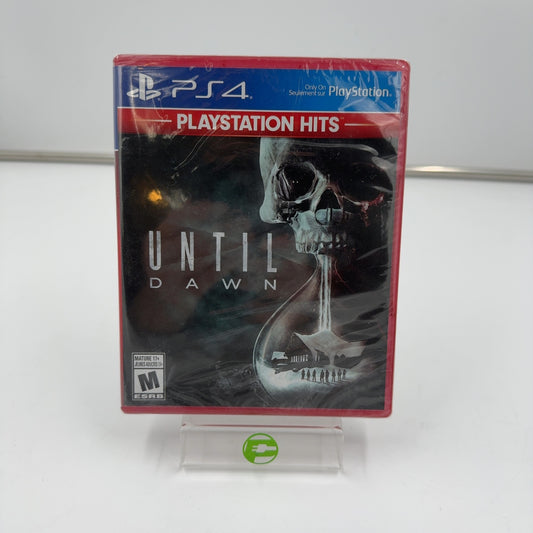 PS4
Only On
Seulement sur PlayStation
PLAYSTATION HITS
UNTIL
DAWN
MATURE 17+
M
ESRB